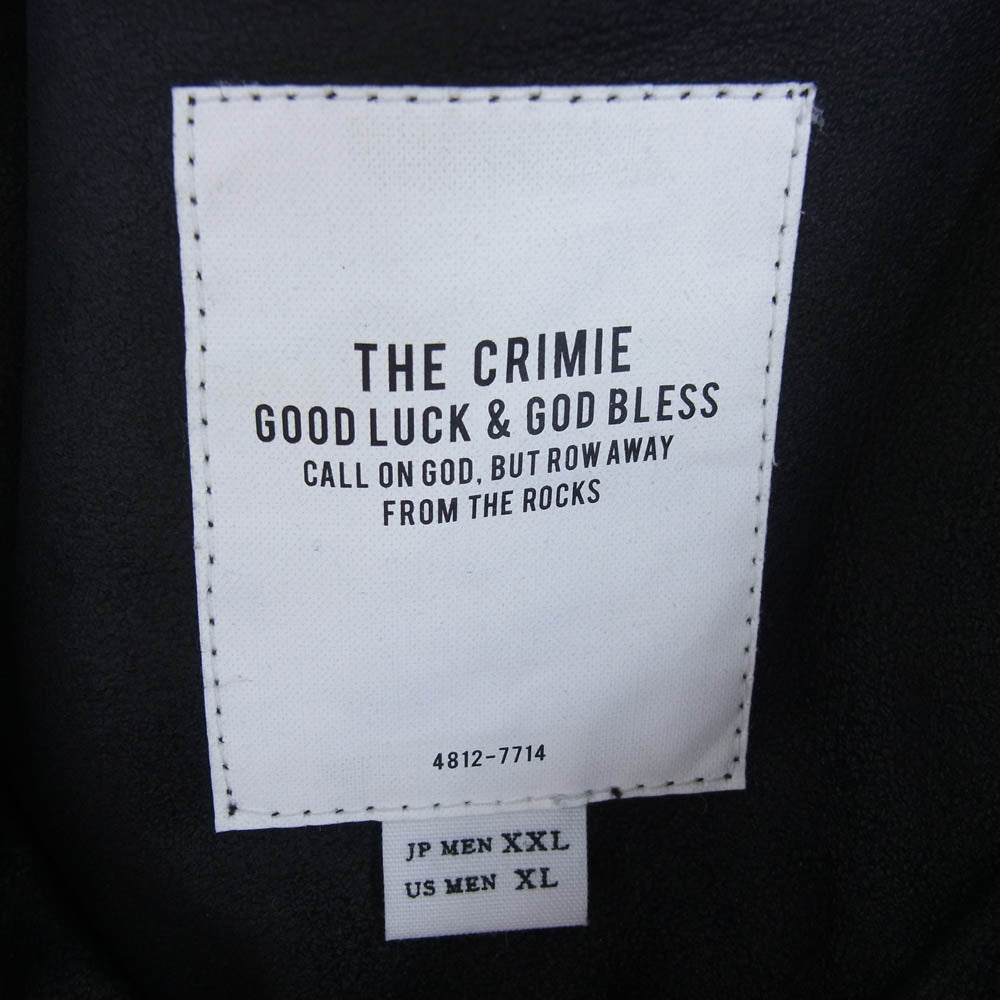 THE CRIMIE
GOOD LUCK & GOD BLESS
CALL ON GOD, BUT ROW AWAY
FROM THE ROCKS
4812-7714
JP MEN XXL
US MEN XL